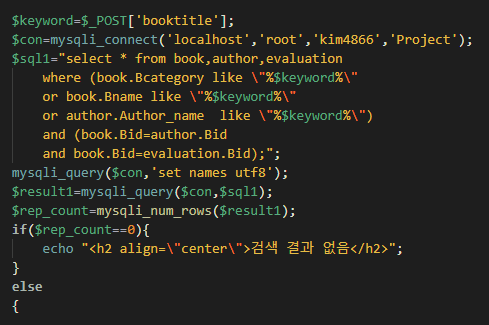 $keyword=$_POST['booktitle'];
$con=mysqli_connect('localhost','root','kim4866','Project');
$sql1="select * from book,author,evaluation
where (book.Bcategory like \"%$keyword%\"
or book.Bname like \"%$keyword%\"
or author.Author_name  like \"%$keyword%\")
and (book.Bid=author.Bid
and book.Bid=evaluation.Bid);";
mysqli_query($con,'set names utf8');
$result1=mysqli_query($con,$sql1);
$rep_count=mysqli_num_rows($result1);
if($rep_count==0){
echo "<h2 align=\"center\">검색 결과 없음</h2>";
}
else
{